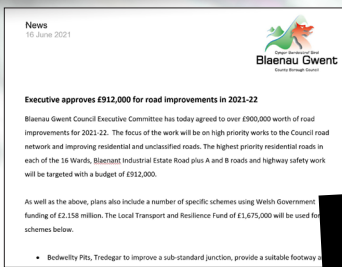 News
16 June 2021
Cyngor Bwrdeistref Sirol
Blaenau Gwent
County Borough Council
Executive approves £912,000 for road improvements in 2021-22
Blaenau Gwent Council Executive Committee has today agreed to over £900,000 worth of road
improvements for 2021-22. The focus of the work will be on high priority works to the Council road
network and improving residential and unclassified roads. The highest priority residential roads in
each of the 16 Wards, Blaenant Industrial Estate Road plus A and B roads and highway safety work
will be targeted with a budget of £912,000.
As well as the above, plans also include a number of specific schemes using Welsh Government
funding of £2.158 million. The Local Transport and Resilience Fund of £1,675,000 will be used for
schemes below.
• Bedwellty Pits, Tredegar to improve a sub-standard junction, provide a suitable footway a